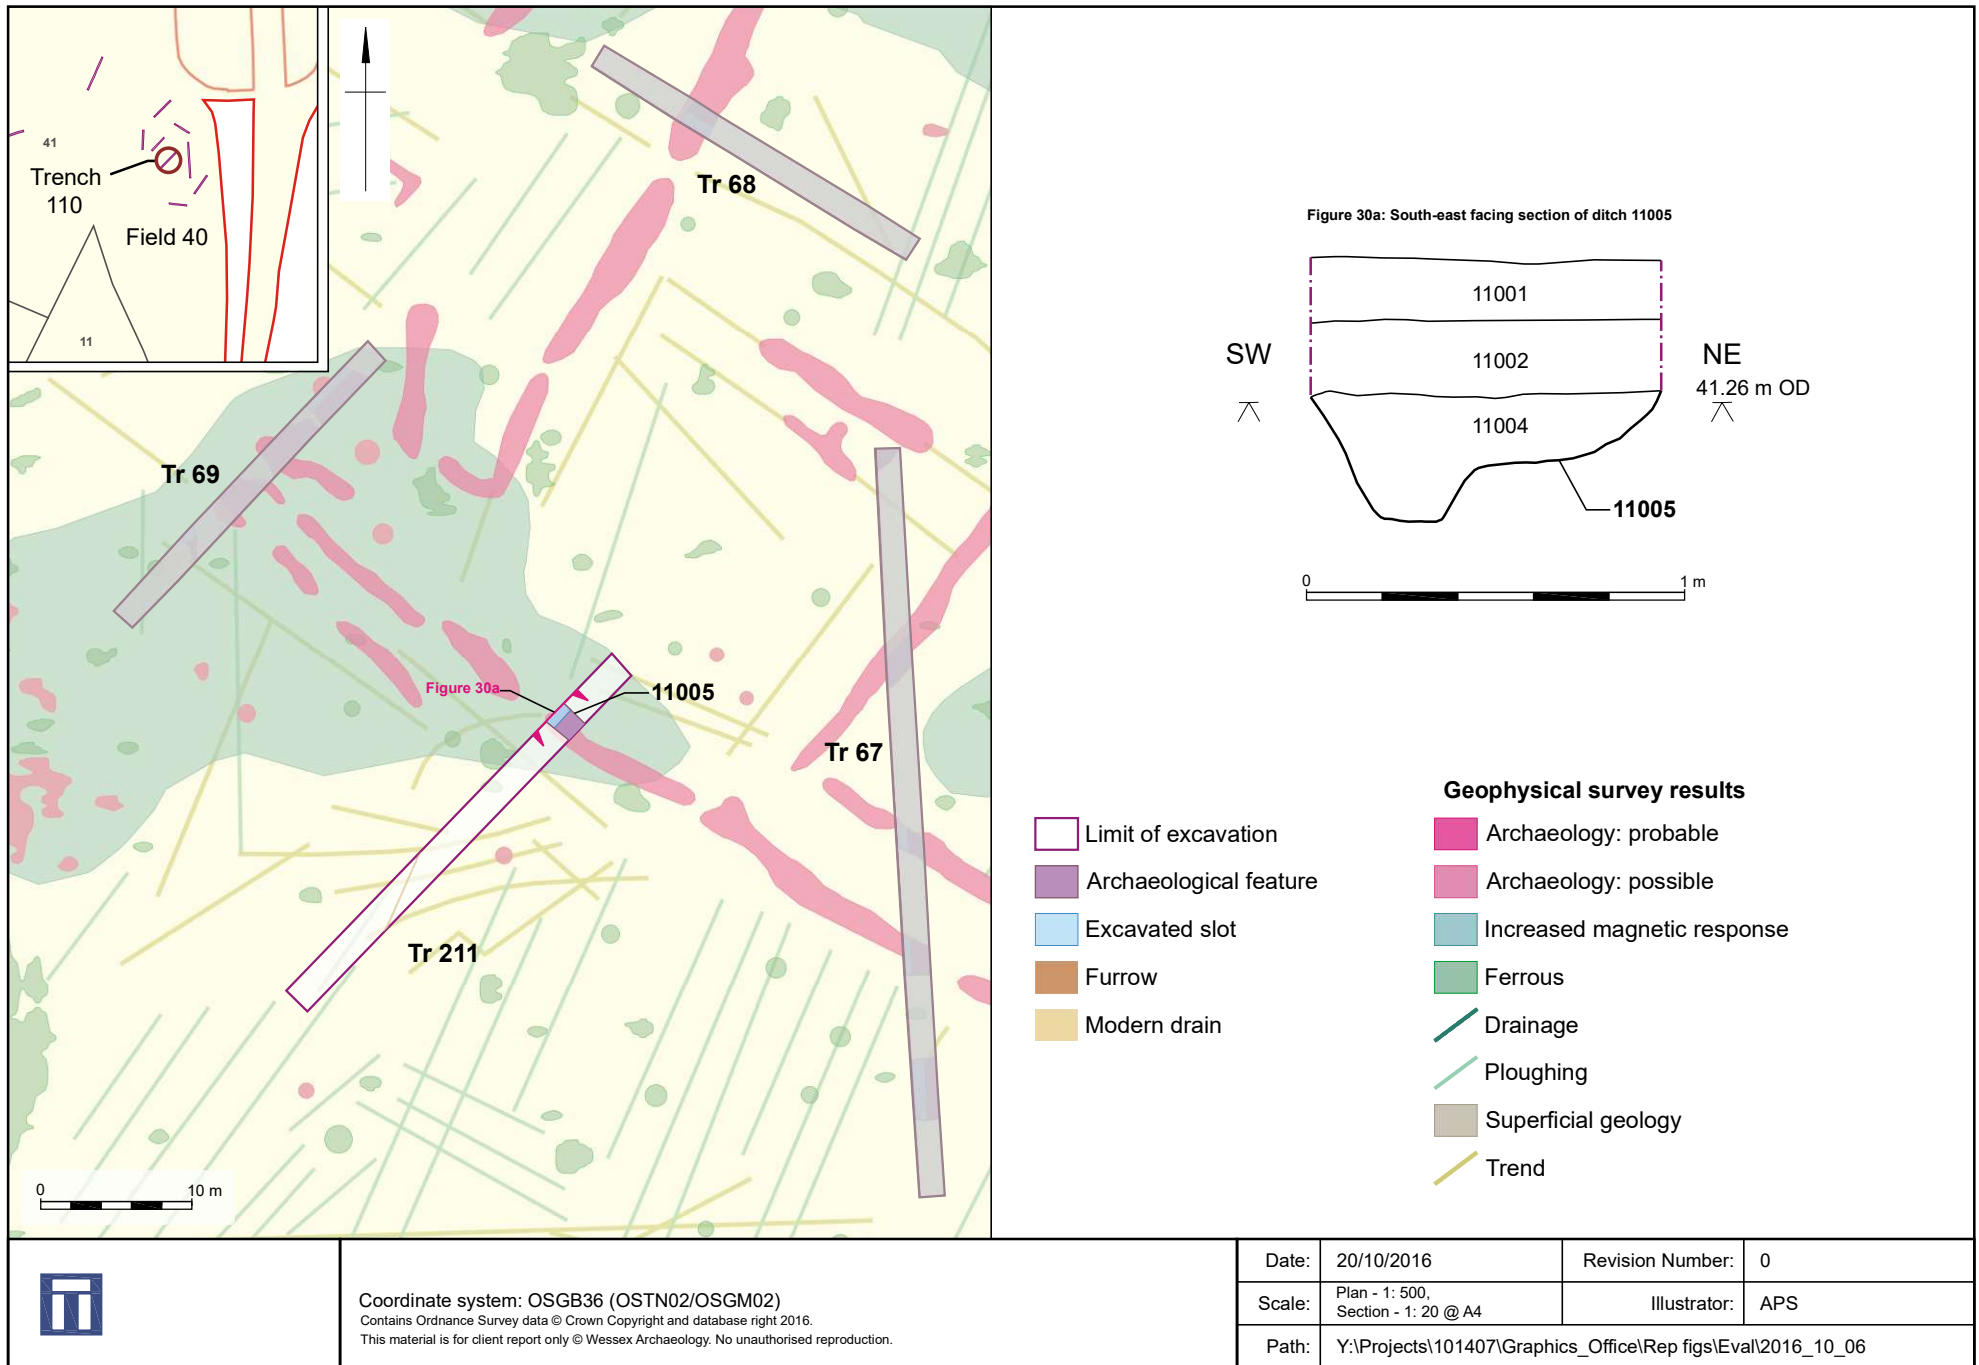 41
Trench
110
Field 40
11
Tr 68
Tr 69
Figure 30a
11005
Tr 67
Tr 211
0 10 m
Figure 30a: South-east facing section of ditch 11005
11001
SW
NE
11002
41.26 m OD
11004
11005
0 1 m
Limit of excavation
Archaeological feature
Excavated slot
Furrow
Modern drain
Geophysical survey results
Archaeology: probable
Archaeology: possible
Increased magnetic response
Ferrous
Drainage
Ploughing
Superficial geology
Trend
Coordinate system: OSGB36 (OSTN02/OSGM02)
Contains Ordnance Survey data © Crown Copyright and database right 2016.
This material is for client report only © Wessex Archaeology. No unauthorised reproduction.
Date: 20/10/2016 Revision Number: 0
Scale: Plan - 1: 500,
Section - 1: 20 @ A4 Illustrator: APS
Path: Y:\Projects\101407\Graphics_Office\Rep figs\Eval\2016_10_06